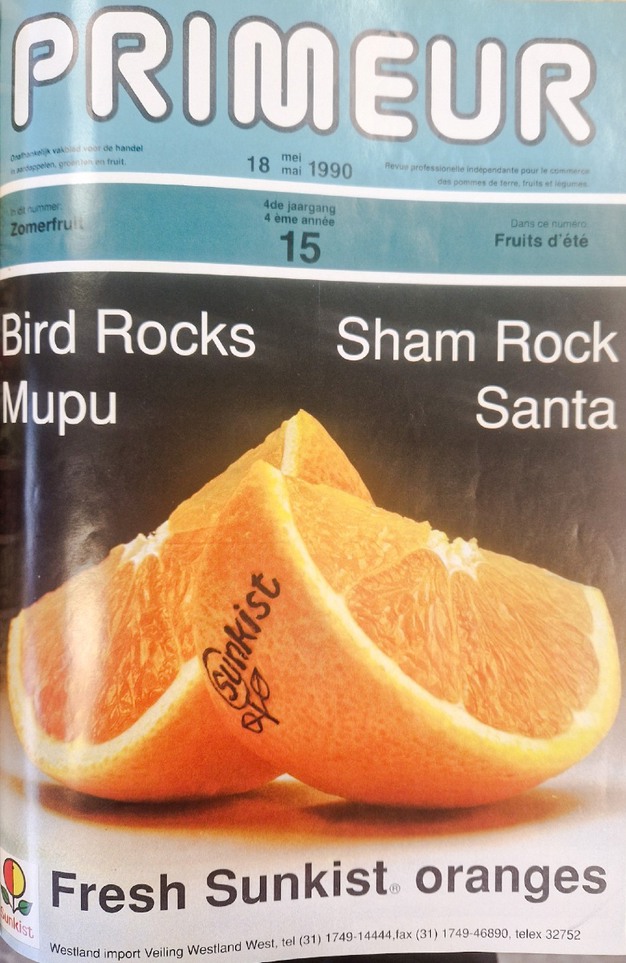 PRIMEUR
Onafhankelijk vakblad voor de handel
in aardappelen, groenten en fruit.
18 mei
mai 1990
Revue professionelle indépendante pour le commerce
des pommes de terre, fruits et légumes.
In dit nummer:
Zomerfruit
4de jaargang
4 ème année
15
Dans ce numéro:
Fruits d'été
Bird Rocks
Mupu
Sham Rock
Santa
Sunkist
Fresh Sunkist® oranges
Sunkist
Westland import Veiling Westland West, tel (31) 1749-14444,fax (31) 1749-46890, telex 32752